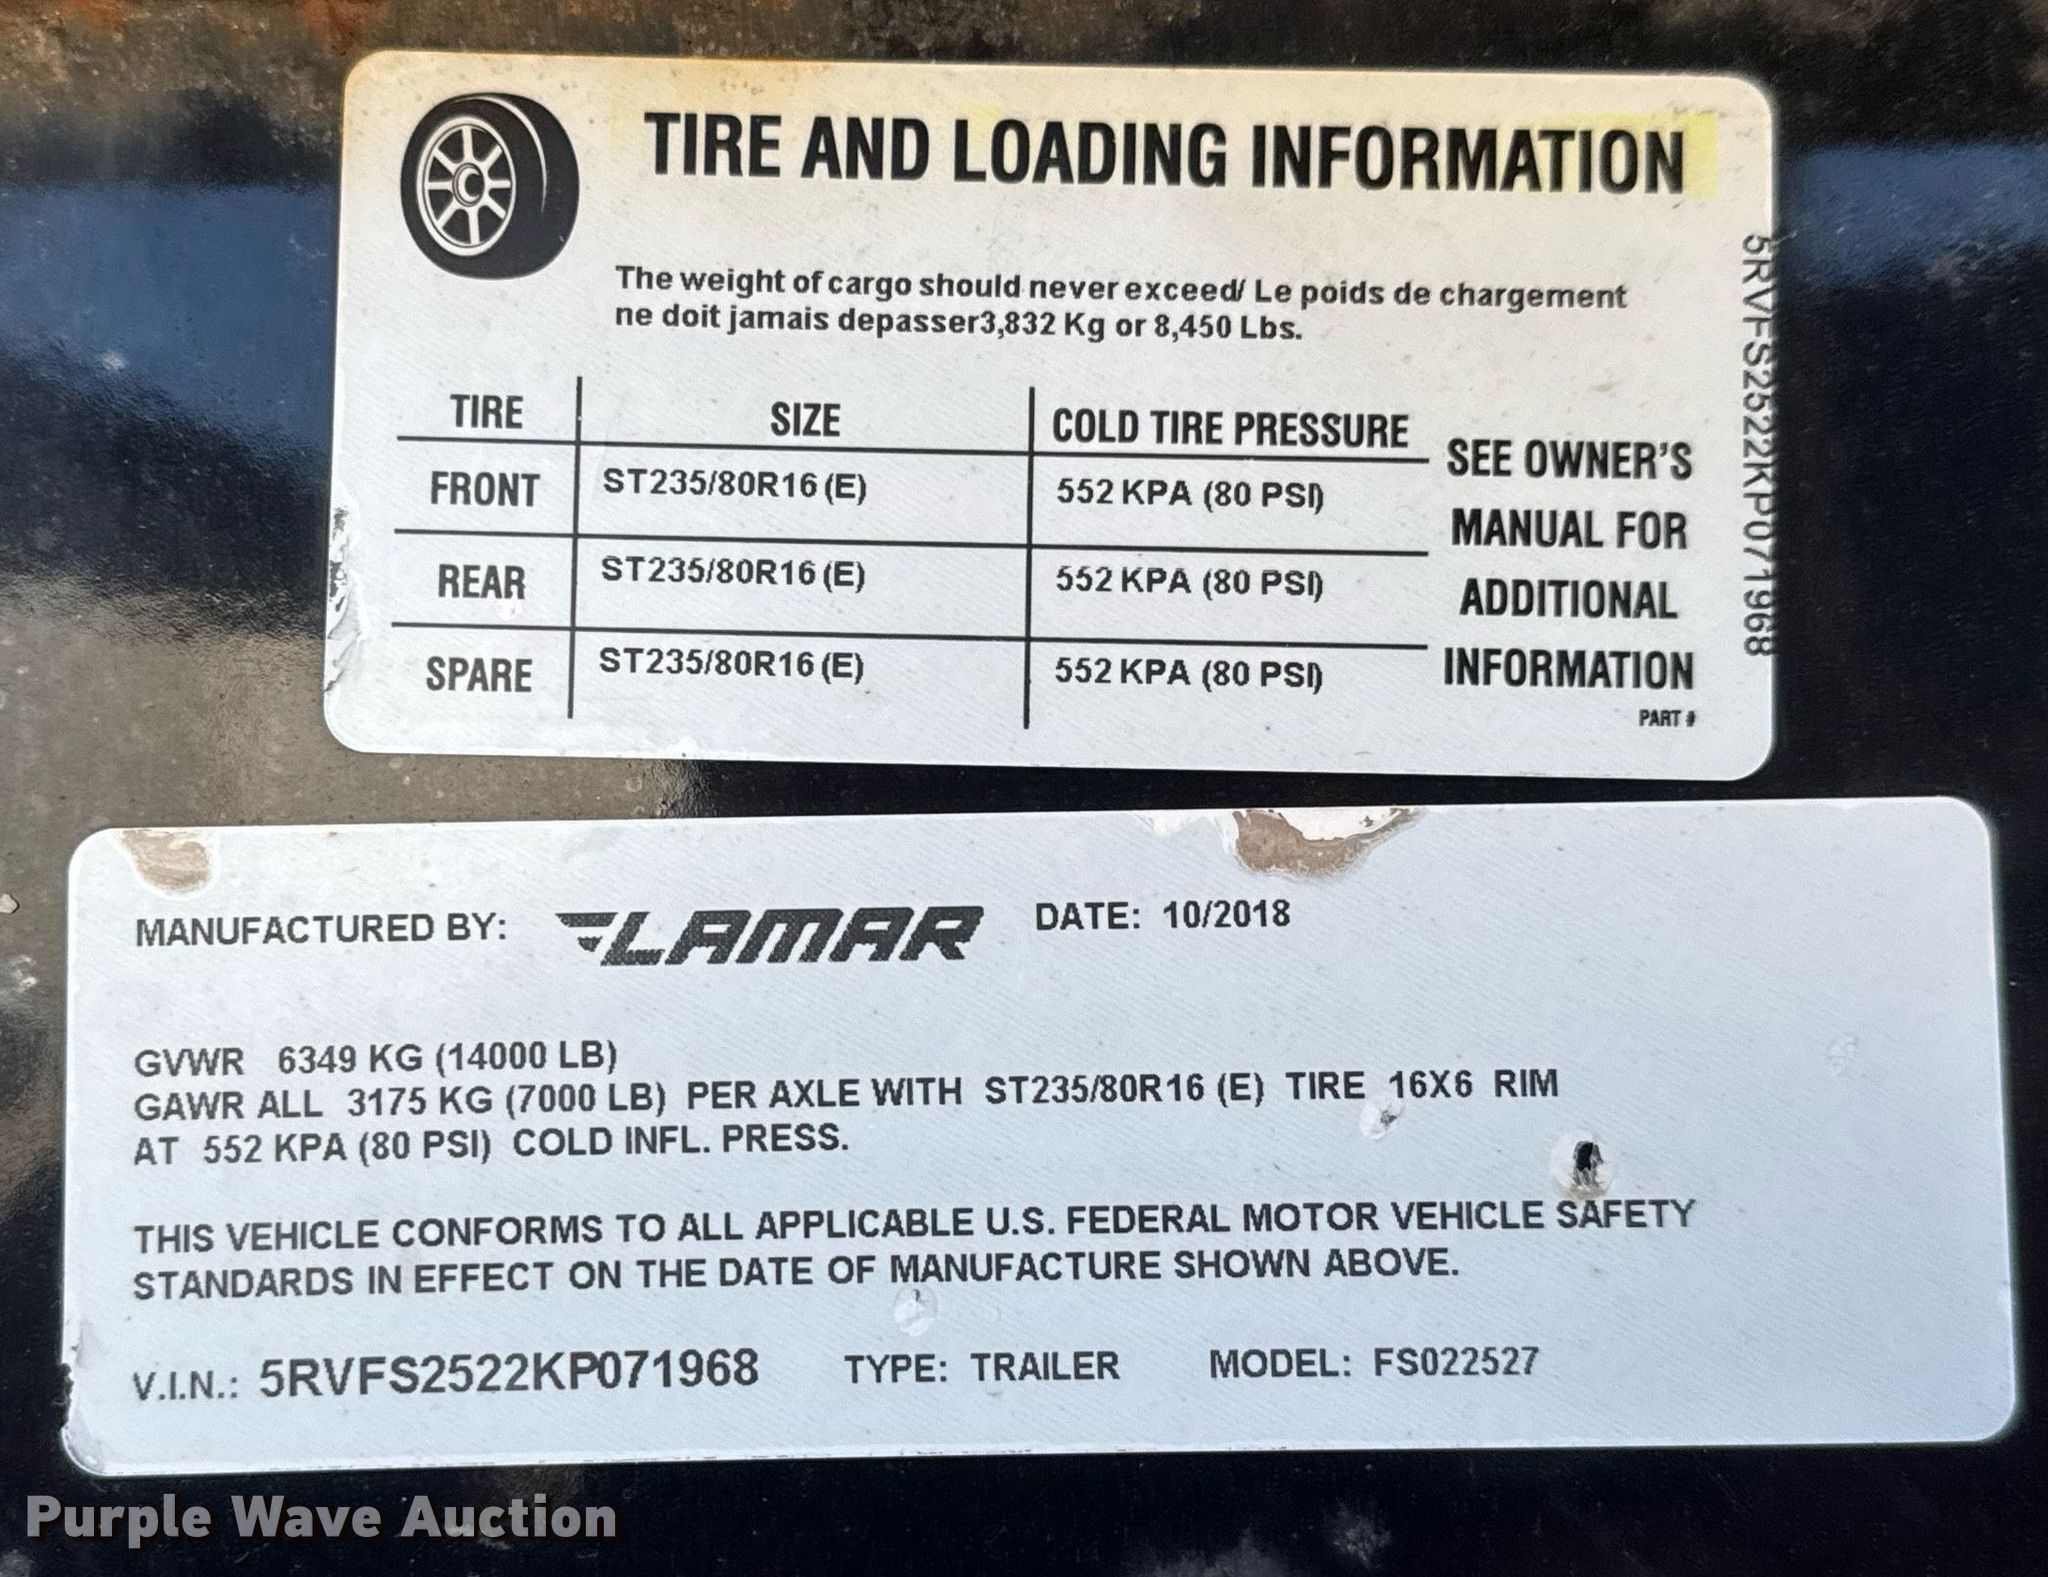 TIRE AND LOADING INFORMATION
The weight of cargo should never exceed/ Le poids de chargement
ne doit jamais depasser3,832 Kg or 8,450 Lbs.
TIRE SIZE COLD TIRE PRESSURE
FRONT ST235/80R16 (E) 552 KPA (80 PSI)
REAR ST235/80R16 (E) 552 KPA (80 PSI)
SPARE ST235/80R16 (E) 552 KPA (80 PSI)
SEE OWNER'S
MANUAL FOR
ADDITIONAL
INFORMATION
PART #
5RVFS2522KP071968
MANUFACTURED BY: LAMAR DATE: 10/2018
GVWR 6349 KG (14000 LB)
GAWR ALL 3175 KG (7000 LB) PER AXLE WITH ST235/80R16 (E) TIRE 16X6 RIM
AT 552 KPA (80 PSI) COLD INFL. PRESS.
THIS VEHICLE CONFORMS TO ALL APPLICABLE U.S. FEDERAL MOTOR VEHICLE SAFETY
STANDARDS IN EFFECT ON THE DATE OF MANUFACTURE SHOWN ABOVE.
V.I.N.: 5RVFS2522KP071968 TYPE: TRAILER MODEL: FS022527
Purple Wave Auction